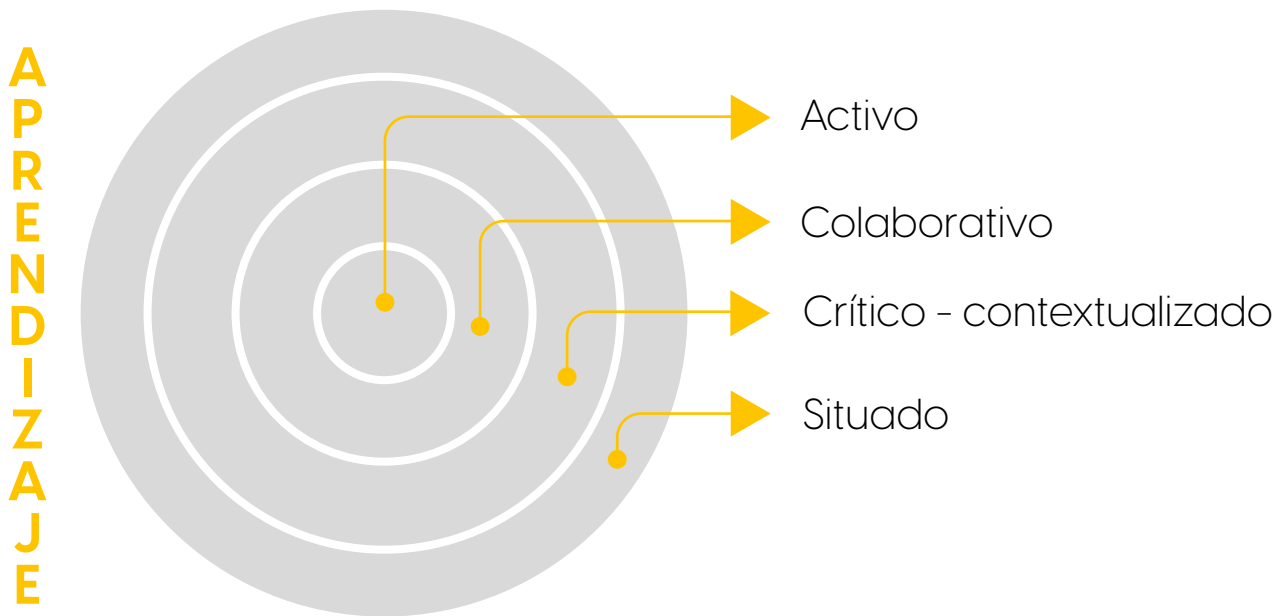 APRENDIZAJE
Activo
Colaborativo
Crítico - contextualizado
Situado